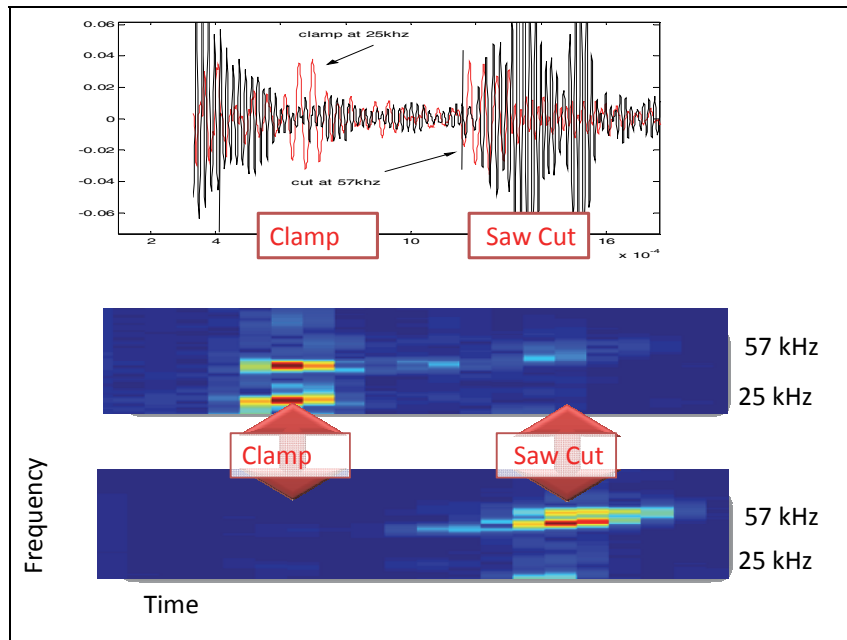 0.06
clamp at 25khz
0.04
0.02
0
-0.02
-0.04
cut at 57khz
-0.06
Clamp
Saw Cut
2 4 10 16
x 10-4
57 kHz
25 kHz
Clamp
Saw Cut
57 kHz
25 kHz
Frequency
Time